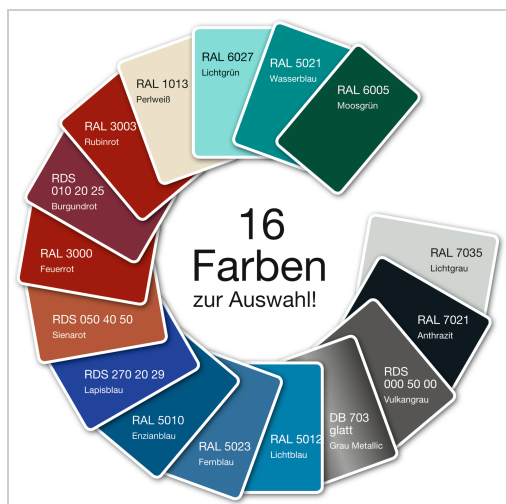 16
Farben
zur Auswahl!
RAL 6005
Moosgrün
RAL 5021
Wasserblau
RAL 6027
Lichtgrün
RAL 1013
Perlweiß
RAL 3003
Rubinrot
RDS
010 20 25
Burgundrot
RAL 3000
Feuerrot
RDS 050 40 50
Sienarot
RDS 270 20 29
Lapisblau
RAL 5010
Enzianblau
RAL 5023
Fernblau
RAL 5012
Lichtblau
DB 703
glatt
Grau Metallic
RDS
000 50 00
Vulkangrau
RAL 7021
Anthrazit
RAL 7035
Lichtgrau